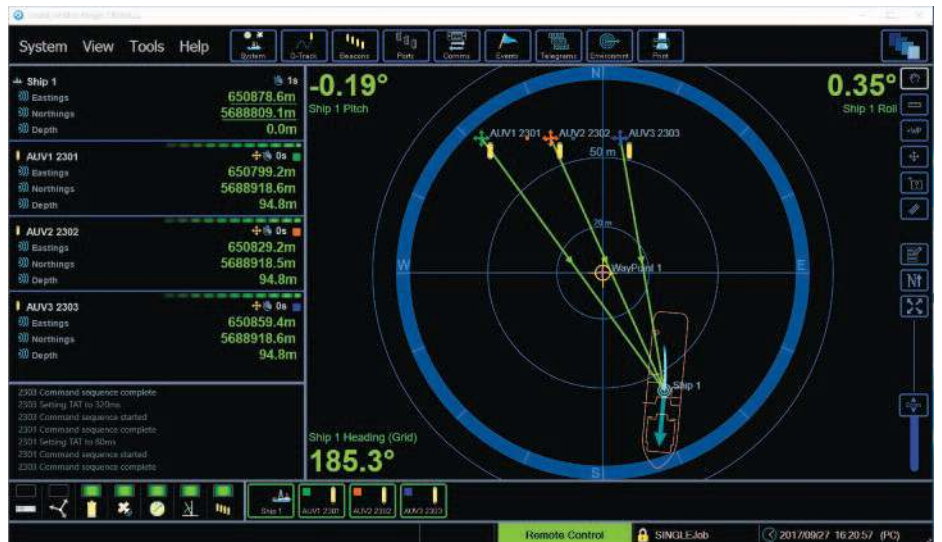 System View Tools Help
System
G-Track
Beacons
Ports
Comms
Events
Telegrams
Environment
Print
Ship 1 1s
Eastings 650878.6m
Northings 5688809.1m
Depth 0.0m
AUV1 2301 0s
Eastings 650799.2m
Northings 5688918.6m
Depth 94.8m
AUV2 2302 0s
Eastings 650829.2m
Northings 5688918.5m
Depth 94.8m
AUV3 2303 0s
Eastings 650859.4m
Northings 5688918.6m
Depth 94.8m
2303 Command sequence complete
2303 Setting TAT to 320ms
2303 Command sequence started
2301 Command sequence complete
2301 Setting TAT to 80ms
2301 Command sequence started
2303 Command sequence complete
-0.19°
Ship 1 Pitch
0.35°
Ship 1 Roll
N
AUV1 2301
AUV2 2302
AUV3 2303
50 m
20 m
W
WayPoint 1
E
Ship 1
S
Ship 1 Heading (Grid)
185.3°
+WP
N↑
Ship 1
AUV1 2301
AUV2 2302
AUV3 2303
Remote Control
SINGLEJob
2017/09/27 16:20:57 (PC)